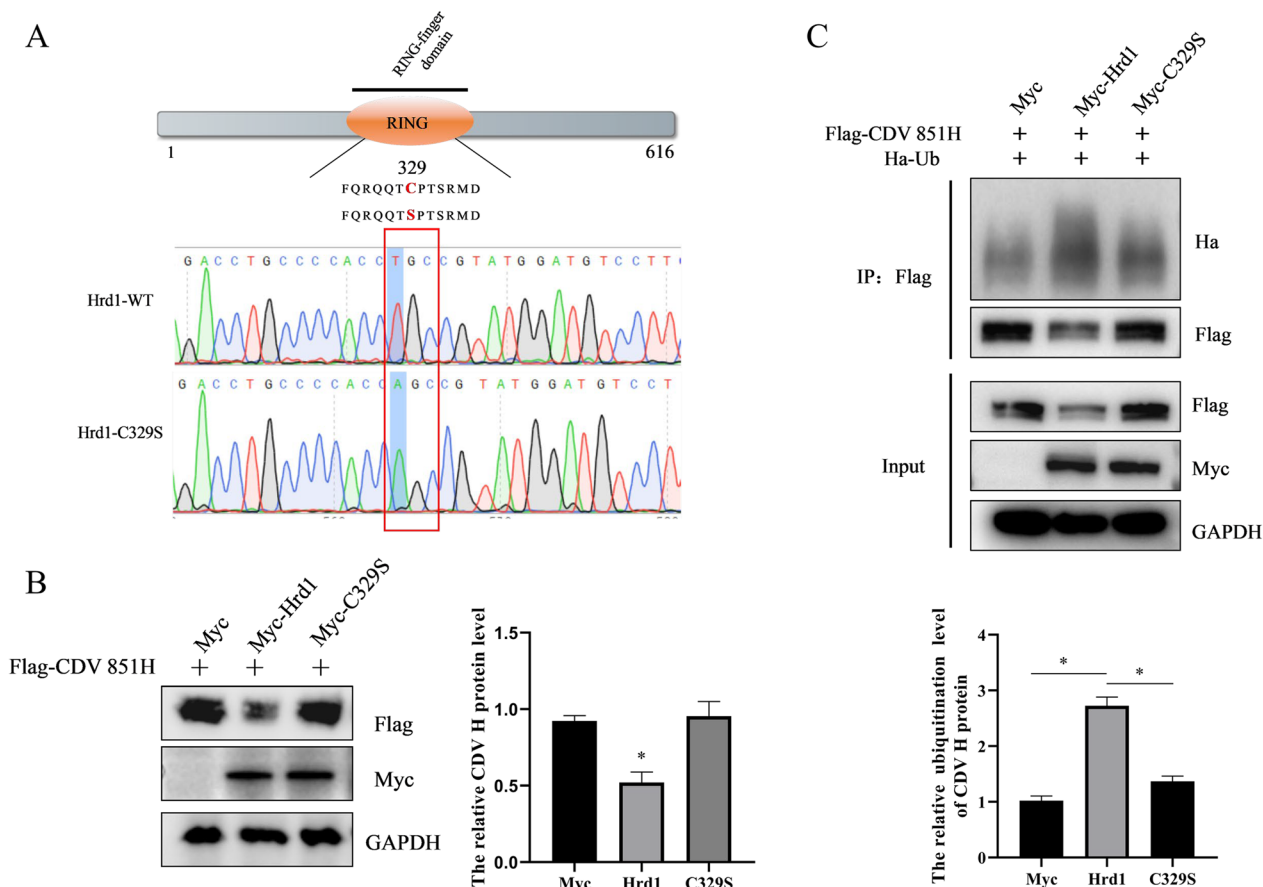 A
RING-finger
domain
RING
1
616
329
FQRQQTCPTSRMD
FQRQQTSPTSRMD
G A C C T G C C C C A C C T G C C G T A T G G A T G T C C T T
Hrd1-WT
G A C C T G C C C C A C C A G C C G T A T G G A T G T C C T
Hrd1-C329S
B
Myc
Myc-Hrd1
Myc-C329S
Flag-CDV 851H + + +
Flag
Myc
GAPDH
The relative CDV H protein level
1.5
1.0
0.5
0.0
*
Myc Hrd1 C329S
C
Myc
Myc-Hrd1
Myc-C329S
Flag-CDV 851H + + +
Ha-Ub + + +
IP: Flag
Ha
Flag
Input
Flag
Myc
GAPDH
The relative ubiquitination level
of CDV H protein
4
3
2
1
0
* *
Myc Hrd1 C329S